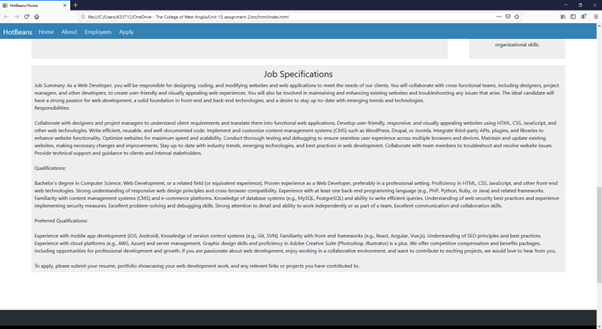 HotBeans/Home
file:///C:/Users/A33712/OneDrive - The College of West Anglia/Unit 15 assignment 2/src/html/index.html
HotBeans Home About Employees Apply
organizational skills.
Job Specifications
Job Summary: As a Web Developer, you will be responsible for designing, coding, and modifying websites and web applications to meet the needs of our clients. You will collaborate with cross-functional teams, including designers, project
managers, and other developers, to create user-friendly and visually appealing web experiences. You will also be involved in maintaining and enhancing existing websites and troubleshooting any issues that arise. The ideal candidate will
have a strong passion for web development, a solid foundation in front-end and back-end technologies, and a desire to stay up-to-date with emerging trends and technologies.
Responsibilities:
Collaborate with designers and project managers to understand client requirements and translate them into functional web applications. Develop user-friendly, responsive, and visually appealing websites using HTML, CSS, JavaScript, and
other web technologies. Write efficient, reusable, and well-documented code. Implement and customize content management systems (CMS) such as WordPress, Drupal, or Joomla. Integrate third-party APIs, plugins, and libraries to
enhance website functionality. Optimize websites for maximum speed and scalability. Conduct thorough testing and debugging to ensure seamless user experience across multiple browsers and devices. Maintain and update existing
websites, making necessary changes and improvements. Stay up-to-date with industry trends, emerging technologies, and best practices in web development. Collaborate with team members to troubleshoot and resolve website issues.
Provide technical support and guidance to clients and internal stakeholders.
Qualifications:
Bachelor's degree in Computer Science, Web Development, or a related field (or equivalent experience). Proven experience as a Web Developer, preferably in a professional setting. Proficiency in HTML, CSS, JavaScript, and other front-end
web technologies. Strong understanding of responsive web design principles and cross-browser compatibility. Experience with at least one back-end programming language (e.g., PHP, Python, Ruby, or Java) and related frameworks.
Familiarity with content management systems (CMS) and e-commerce platforms. Knowledge of database systems (e.g., MySQL, PostgreSQL) and ability to write efficient queries. Understanding of web security best practices and experience
implementing security measures. Excellent problem-solving and debugging skills. Strong attention to detail and ability to work independently or as part of a team. Excellent communication and collaboration skills.
Preferred Qualifications:
Experience with mobile app development (iOS, Android). Knowledge of version control systems (e.g., Git, SVN). Familiarity with front-end frameworks (e.g., React, Angular, Vue.js). Understanding of SEO principles and best practices.
Experience with cloud platforms (e.g., AWS, Azure) and server management. Graphic design skills and proficiency in Adobe Creative Suite (Photoshop, Illustrator) is a plus. We offer competitive compensation and benefits packages,
including opportunities for professional development and growth. If you are passionate about web development, enjoy working in a collaborative environment, and want to contribute to exciting projects, we would love to hear from you.
To apply, please submit your resume, portfolio showcasing your web development work, and any relevant links or projects you have contributed to.